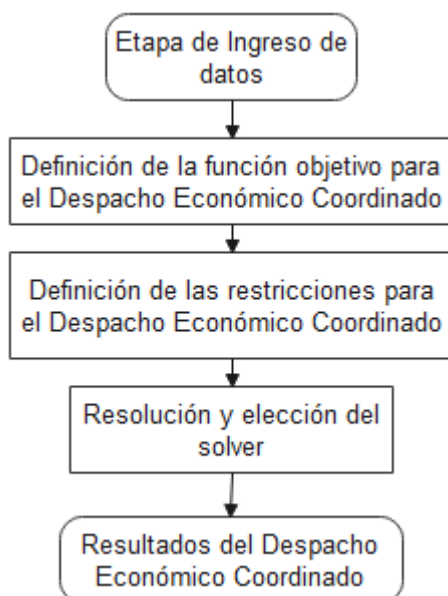 Etapa de Ingreso de
datos
Definición de la función objetivo para
el Despacho Económico Coordinado
Definición de las restricciones para
el Despacho Económico Coordinado
Resolución y elección del
solver
Resultados del Despacho
Económico Coordinado